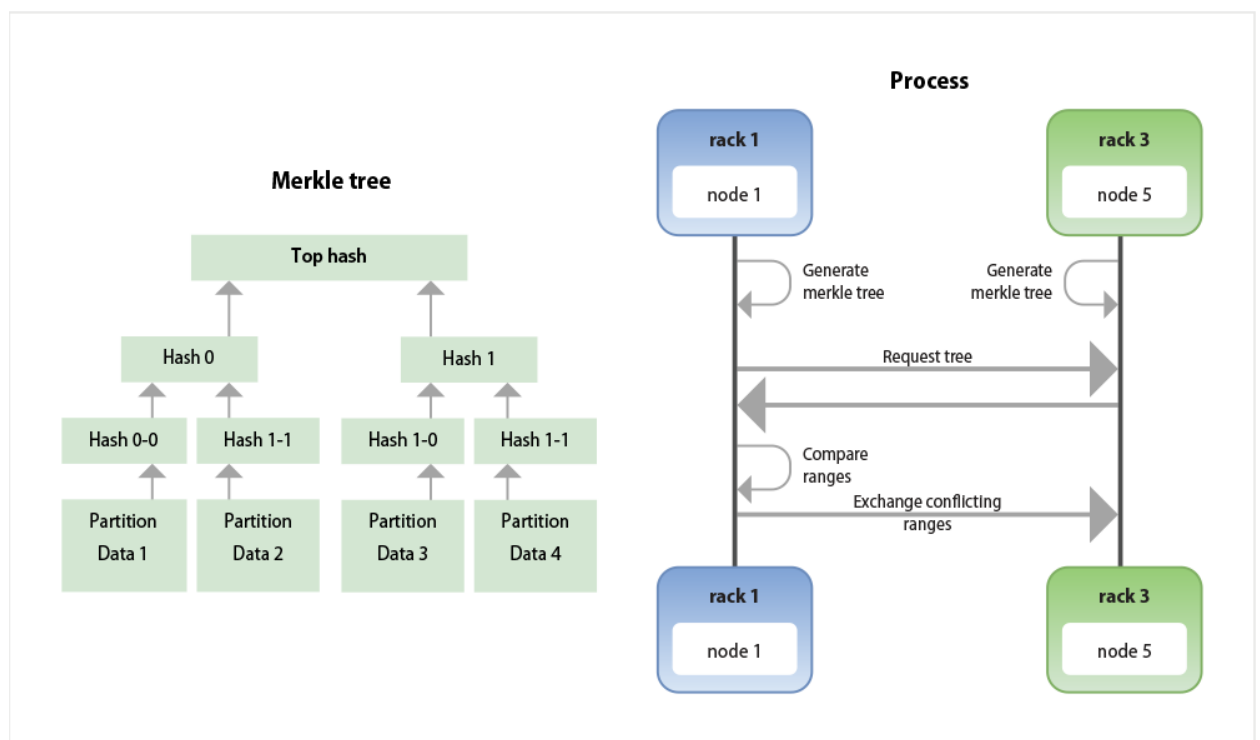 Merkle tree
Top hash
Hash 0
Hash 1
Hash 0-0
Hash 1-1
Hash 1-0
Hash 1-1
Partition
Data 1
Partition
Data 2
Partition
Data 3
Partition
Data 4
Process
rack 1
node 1
rack 3
node 5
Generate
merkle tree
Generate
merkle tree
Request tree
Compare
ranges
Exchange conflicting
ranges
rack 1
node 1
rack 3
node 5